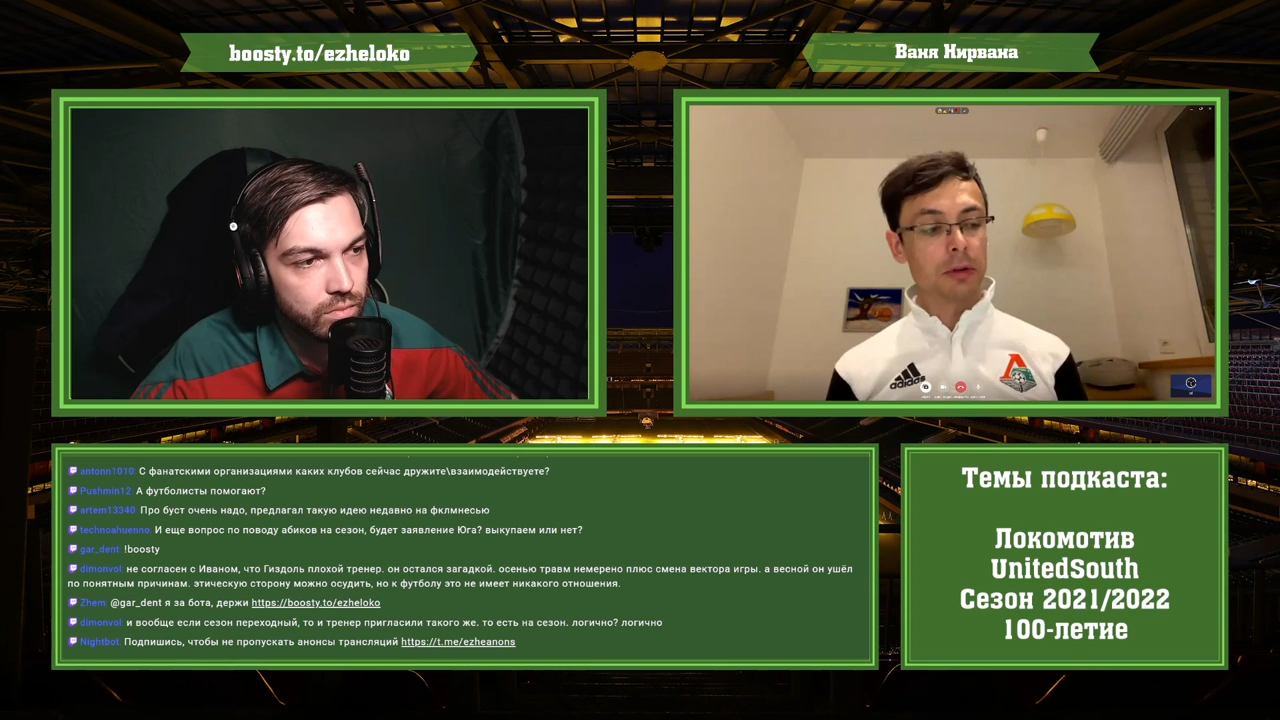 boosty.to/ezheloko
Ваня Нирвана
adidas
antonn1010: С фанатскими организациями каких клубов сейчас дружите\взаимодействуете?
Pushmin12: А футболисты помогают?
artem13340: Про буст очень надо, предлагал такую идею недавно на фклмнесью
technoahuenno: И еще вопрос по поводу абиков на сезон, будет заявление Юга? выкупаем или нет?
gar_dent: !boosty
dimonvol: не согласен с Иваном, что Гиздоль плохой тренер. он остался загадкой. осенью травм немерено плюс смена вектора игры. а весной он ушёл
по понятным причинам. этическую сторону можно осудить, но к футболу это не имеет никакого отношения.
Zhem: @gar_dent я за бота, держи https://boosty.to/ezheloko
dimonvol: и вообще если сезон переходный, то и тренер пригласили такого же. то есть на сезон. логично? логично
Nightbot: Подпишись, чтобы не пропускать анонсы трансляций https://t.me/ezheanons
Темы подкаста:
Локомотив
UnitedSouth
Сезон 2021/2022
100-летие